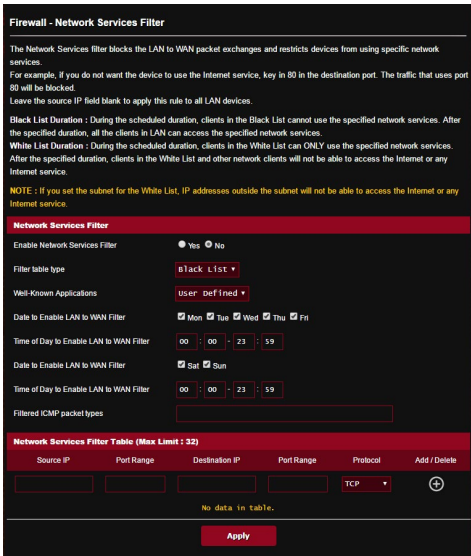 Firewall - Network Services Filter
The Network Services filter blocks the LAN to WAN packet exchanges and restricts devices from using specific network
services.
For example, if you do not want the device to use the Internet service, key in 80 in the destination port. The traffic that uses port
80 will be blocked.
Leave the source IP field blank to apply this rule to all LAN devices.
Black List Duration : During the scheduled duration, clients in the Black List cannot use the specified network services. After
the specified duration, all the clients in LAN can access the specified network services.
White List Duration : During the scheduled duration, clients in the White List can ONLY use the specified network services.
After the specified duration, clients in the White List and other network clients will not be able to access the Internet or any
Internet service.
NOTE : If you set the subnet for the White List, IP addresses outside the subnet will not be able to access the Internet or any
Internet service.
Network Services Filter
Enable Network Services Filter Yes No
Filter table type Black List
Well-Known Applications User Defined
Date to Enable LAN to WAN Filter Mon Tue Wed Thu Fri
Time of Day to Enable LAN to WAN Filter 00 : 00 - 23 : 59
Date to Enable LAN to WAN Filter Sat Sun
Time of Day to Enable LAN to WAN Filter 00 : 00 - 23 : 59
Filtered ICMP packet types
Network Services Filter Table (Max Limit : 32)
Source IP Port Range Destination IP Port Range Protocol Add / Delete
TCP
No data in table.
Apply